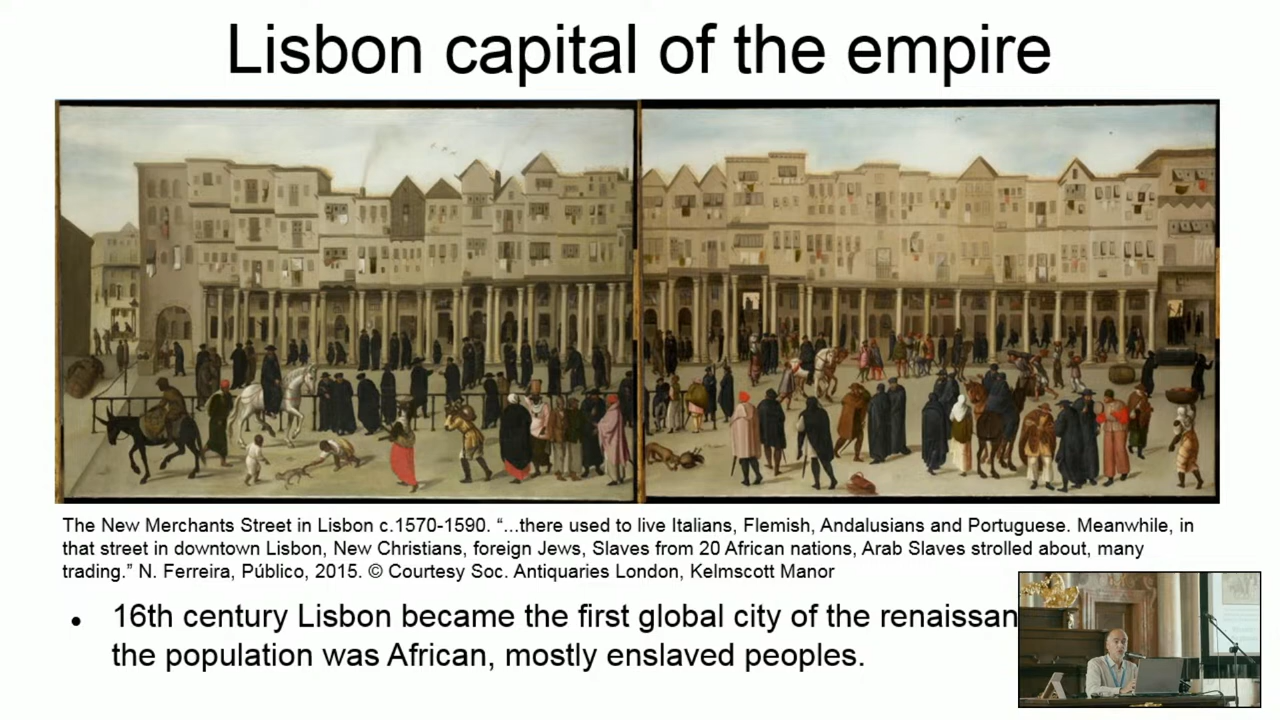 Lisbon capital of the empire
The New Merchants Street in Lisbon c.1570-1590. “...there used to live Italians, Flemish, Andalusians and Portuguese. Meanwhile, in
that street in downtown Lisbon, New Christians, foreign Jews, Slaves from 20 African nations, Arab Slaves strolled about, many
trading.” N. Ferreira, Público, 2015. © Courtesy Soc. Antiquaries London, Kelmscott Manor
• 16th century Lisbon became the first global city of the renaissan
the population was African, mostly enslaved peoples.